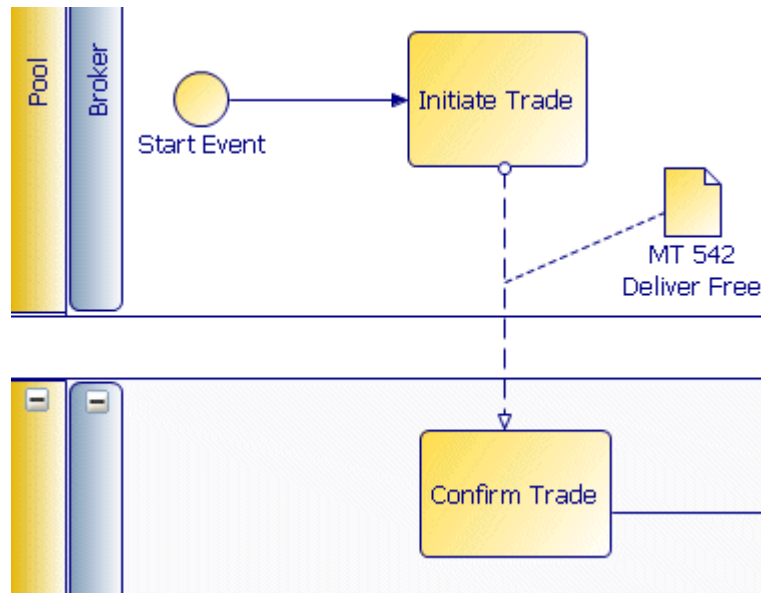 Pool
Broker
Start Event
Initiate Trade
MT 542
Deliver Free
Confirm Trade